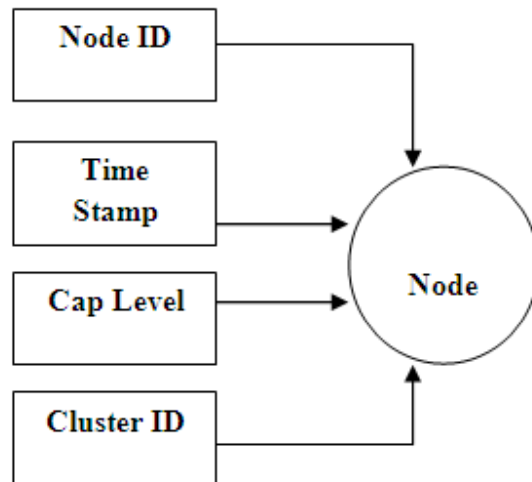 Node ID
Time
Stamp
Cap Level
Node
Cluster ID